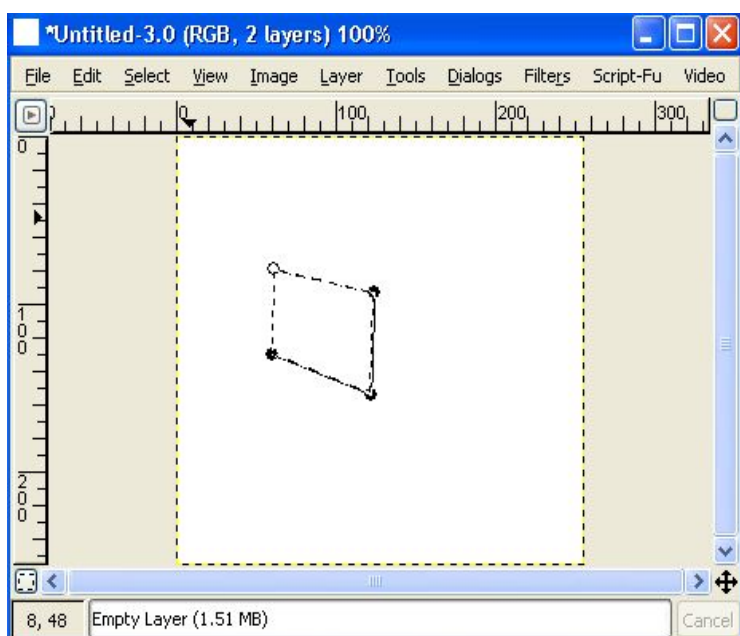 *Untitled-3.0 (RGB, 2 layers) 100%
File Edit Select View Image Layer Tools Dialogs Filters Script-Fu Video
0 100 200 300
0
100
200
8, 48 Empty Layer (1.51 MB) Cancel